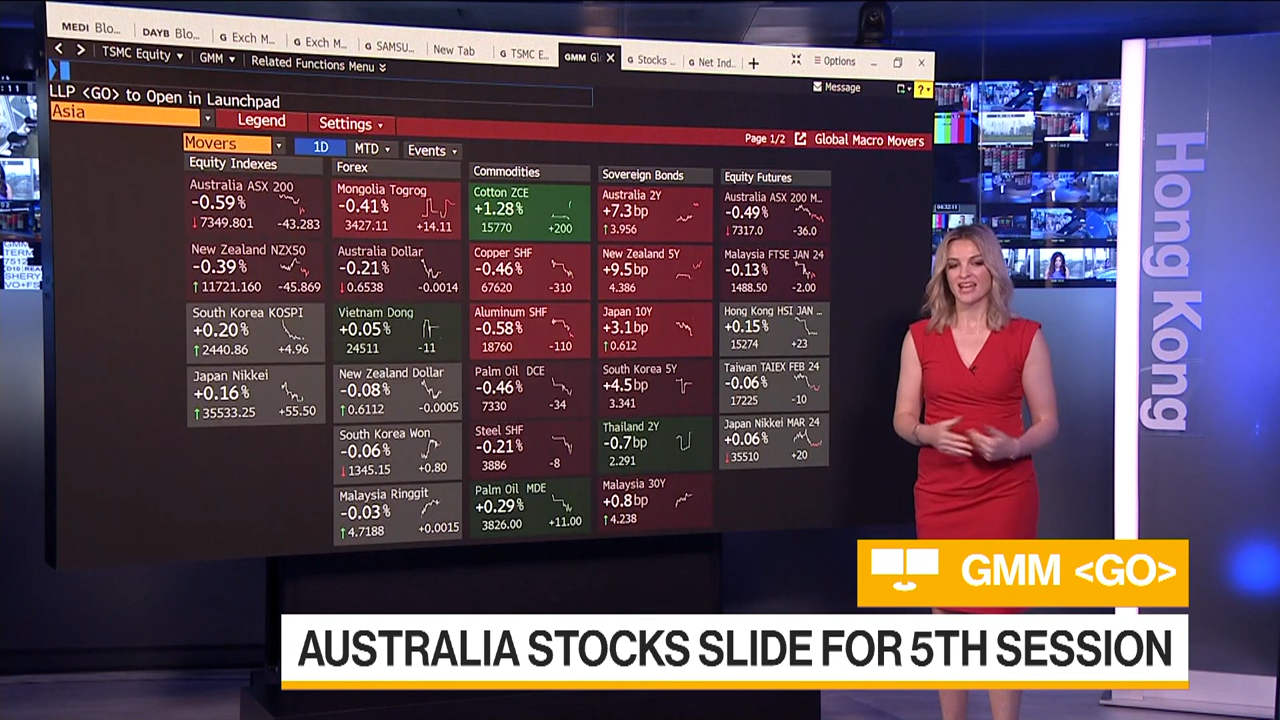 MEDI Blo...
DAYB Blo...
G Exch M...
G Exch M...
G SAMSU...
New Tab
G TSMC E...
GMM Gl
G Stocks ...
G Net Ind...
TSMC Equity
GMM
Related Functions Menu
Options
Message
?
LLP <GO> to Open in Launchpad
Asia
Legend
Settings
Page 1/2
Global Macro Movers
Movers
1D
MTD
Events
Equity Indexes
Australia ASX 200
-0.59%
↓7349.801 -43.283
New Zealand NZX50
-0.39%
↑11721.160 -45.869
South Korea KOSPI
+0.20%
↑2440.86 +4.96
Japan Nikkei
+0.16%
↑35533.25 +55.50
Forex
Mongolia Togrog
-0.41%
3427.11 +14.11
Australia Dollar
-0.21%
↓0.6538 -0.0014
Vietnam Dong
+0.05%
24511 -11
New Zealand Dollar
-0.08%
↑0.6112 -0.0005
South Korea Won
-0.06%
↓1345.15 +0.80
Malaysia Ringgit
-0.03%
↑4.7188 +0.0015
Commodities
Cotton ZCE
+1.28%
15770 +200
Copper SHF
-0.46%
67620 -310
Aluminum SHF
-0.58%
18760 -110
Palm Oil DCE
-0.46%
7330 -34
Steel SHF
-0.21%
3886 -8
Palm Oil MDE
+0.29%
3826.00 +11.00
Sovereign Bonds
Australia 2Y
+7.3bp
↑3.956
New Zealand 5Y
+9.5bp
4.386
Japan 10Y
+3.1bp
↑0.612
South Korea 5Y
+4.5bp
3.341
Thailand 2Y
-0.7bp
2.291
Malaysia 30Y
+0.8bp
↑4.238
Equity Futures
Australia ASX 200 M...
-0.49%
↓7317.0 -36.0
Malaysia FTSE JAN 24
-0.13%
1488.50 -2.00
Hong Kong HSI JAN ...
+0.15%
15274 +23
Taiwan TAIEX FEB 24
-0.06%
17225 -10
Japan Nikkei MAR 24
+0.06%
↓35510 +20
Hong Kong
GMM <GO>
AUSTRALIA STOCKS SLIDE FOR 5TH SESSION